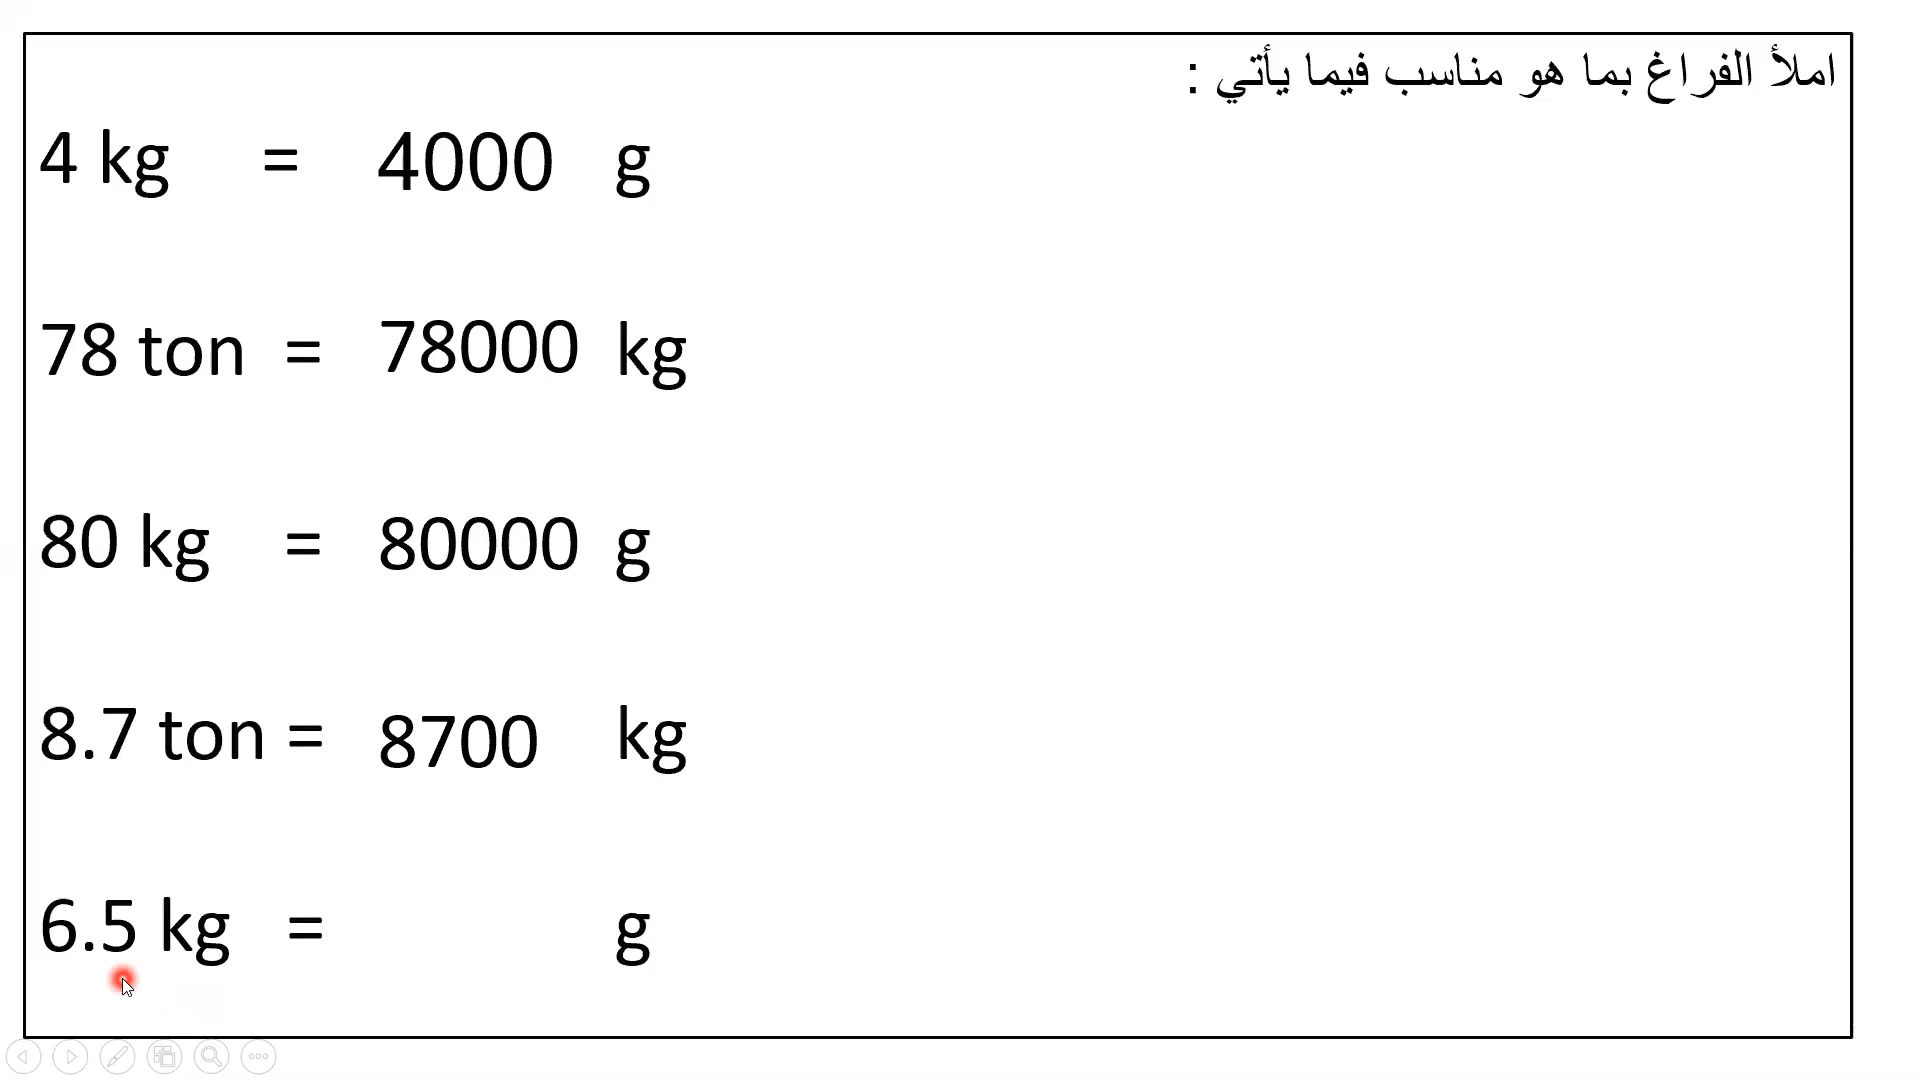 املأ الفراغ بما هو مناسب فيما يأتي :
4 kg = 4000 g
78 ton = 78000 kg
80 kg = 80000 g
8.7 ton = 8700 kg
6.5 kg = g